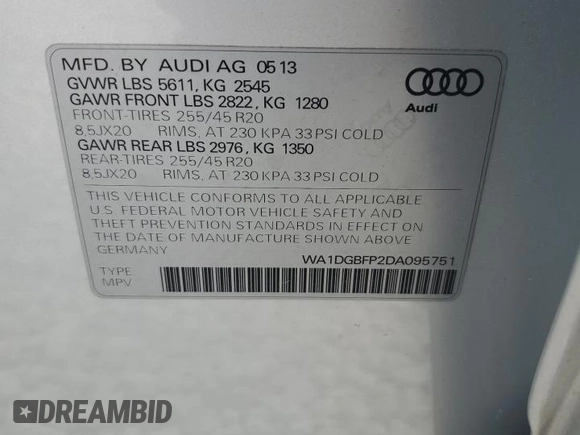 MFD. BY AUDI AG 0513
GVWR LBS 5611, KG 2545
GAWR FRONT LBS 2822, KG 1280
FRONT-TIRES 255/45 R20
8,5JX20 RIMS, AT 230 KPA 33 PSI COLD
GAWR REAR LBS 2976, KG 1350
REAR-TIRES 255/45 R20
8,5JX20 RIMS, AT 230 KPA 33 PSI COLD
Audi
THIS VEHICLE CONFORMS TO ALL APPLICABLE
U.S. FEDERAL MOTOR VEHICLE SAFETY AND
THEFT PREVENTION STANDARDS IN EFFECT ON
THE DATE OF MANUFACTURE SHOWN ABOVE
GERMANY
WA1DGBFP2DA095751
TYPE
MPV
DREAMBID